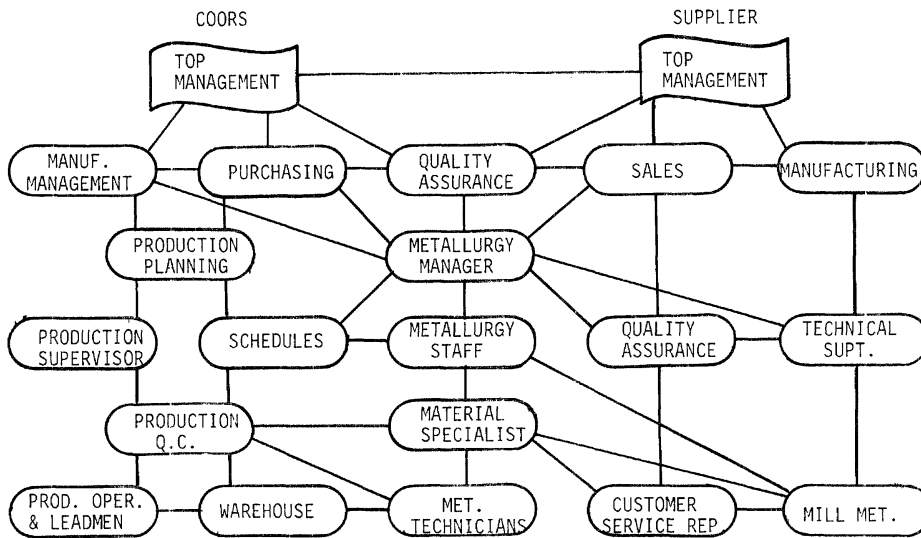 COORS
SUPPLIER
TOP
MANAGEMENT
TOP
MANAGEMENT
MANUF.
MANAGEMENT
PURCHASING
QUALITY
ASSURANCE
SALES
MANUFACTURING
PRODUCTION
PLANNING
METALLURGY
MANAGER
PRODUCTION
SUPERVISOR
SCHEDULES
METALLURGY
STAFF
QUALITY
ASSURANCE
TECHNICAL
SUPT.
PRODUCTION
Q.C.
MATERIAL
SPECIALIST
PROD. OPER.
& LEADMEN
WAREHOUSE
MET.
TECHNICIANS
CUSTOMER
SERVICE REP
MILL MET.